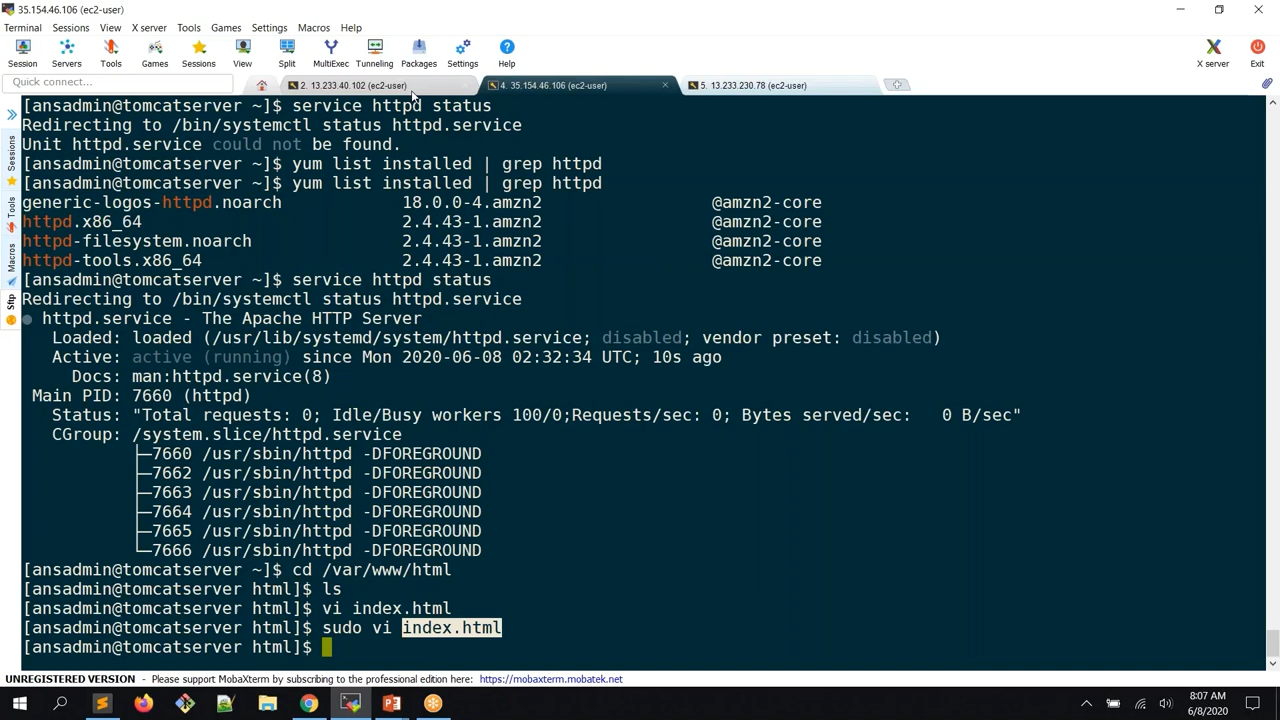 35.154.46.106 (ec2-user)
Terminal Sessions View X server Tools Games Settings Macros Help
Session Servers Tools Games Sessions View Split MultiExec Tunneling Packages Settings Help X server Exit
Quick connect...
2. 13.233.40.102 (ec2-user)
4. 35.154.46.106 (ec2-user)
5. 13.233.230.78 (ec2-user)
Sessions
Tools
Macros
Sftp
[ansadmin@tomcatserver ~]$ service httpd status
Redirecting to /bin/systemctl status httpd.service
Unit httpd.service could not be found.
[ansadmin@tomcatserver ~]$ yum list installed | grep httpd
[ansadmin@tomcatserver ~]$ yum list installed | grep httpd
generic-logos-httpd.noarch 18.0.0-4.amzn2 @amzn2-core
httpd.x86_64 2.4.43-1.amzn2 @amzn2-core
httpd-filesystem.noarch 2.4.43-1.amzn2 @amzn2-core
httpd-tools.x86_64 2.4.43-1.amzn2 @amzn2-core
[ansadmin@tomcatserver ~]$ service httpd status
Redirecting to /bin/systemctl status httpd.service
● httpd.service - The Apache HTTP Server
Loaded: loaded (/usr/lib/systemd/system/httpd.service; disabled; vendor preset: disabled)
Active: active (running) since Mon 2020-06-08 02:32:34 UTC; 10s ago
Docs: man:httpd.service(8)
Main PID: 7660 (httpd)
Status: "Total requests: 0; Idle/Busy workers 100/0;Requests/sec: 0; Bytes served/sec:   0 B/sec"
CGroup: /system.slice/httpd.service
├─7660 /usr/sbin/httpd -DFOREGROUND
├─7662 /usr/sbin/httpd -DFOREGROUND
├─7663 /usr/sbin/httpd -DFOREGROUND
├─7664 /usr/sbin/httpd -DFOREGROUND
├─7665 /usr/sbin/httpd -DFOREGROUND
└─7666 /usr/sbin/httpd -DFOREGROUND
[ansadmin@tomcatserver ~]$ cd /var/www/html
[ansadmin@tomcatserver html]$ ls
[ansadmin@tomcatserver html]$ vi index.html
[ansadmin@tomcatserver html]$ sudo vi index.html
[ansadmin@tomcatserver html]$
UNREGISTERED VERSION - Please support MobaXterm by subscribing to the professional edition here: https://mobaxterm.mobatek.net
8:07 AM
6/8/2020